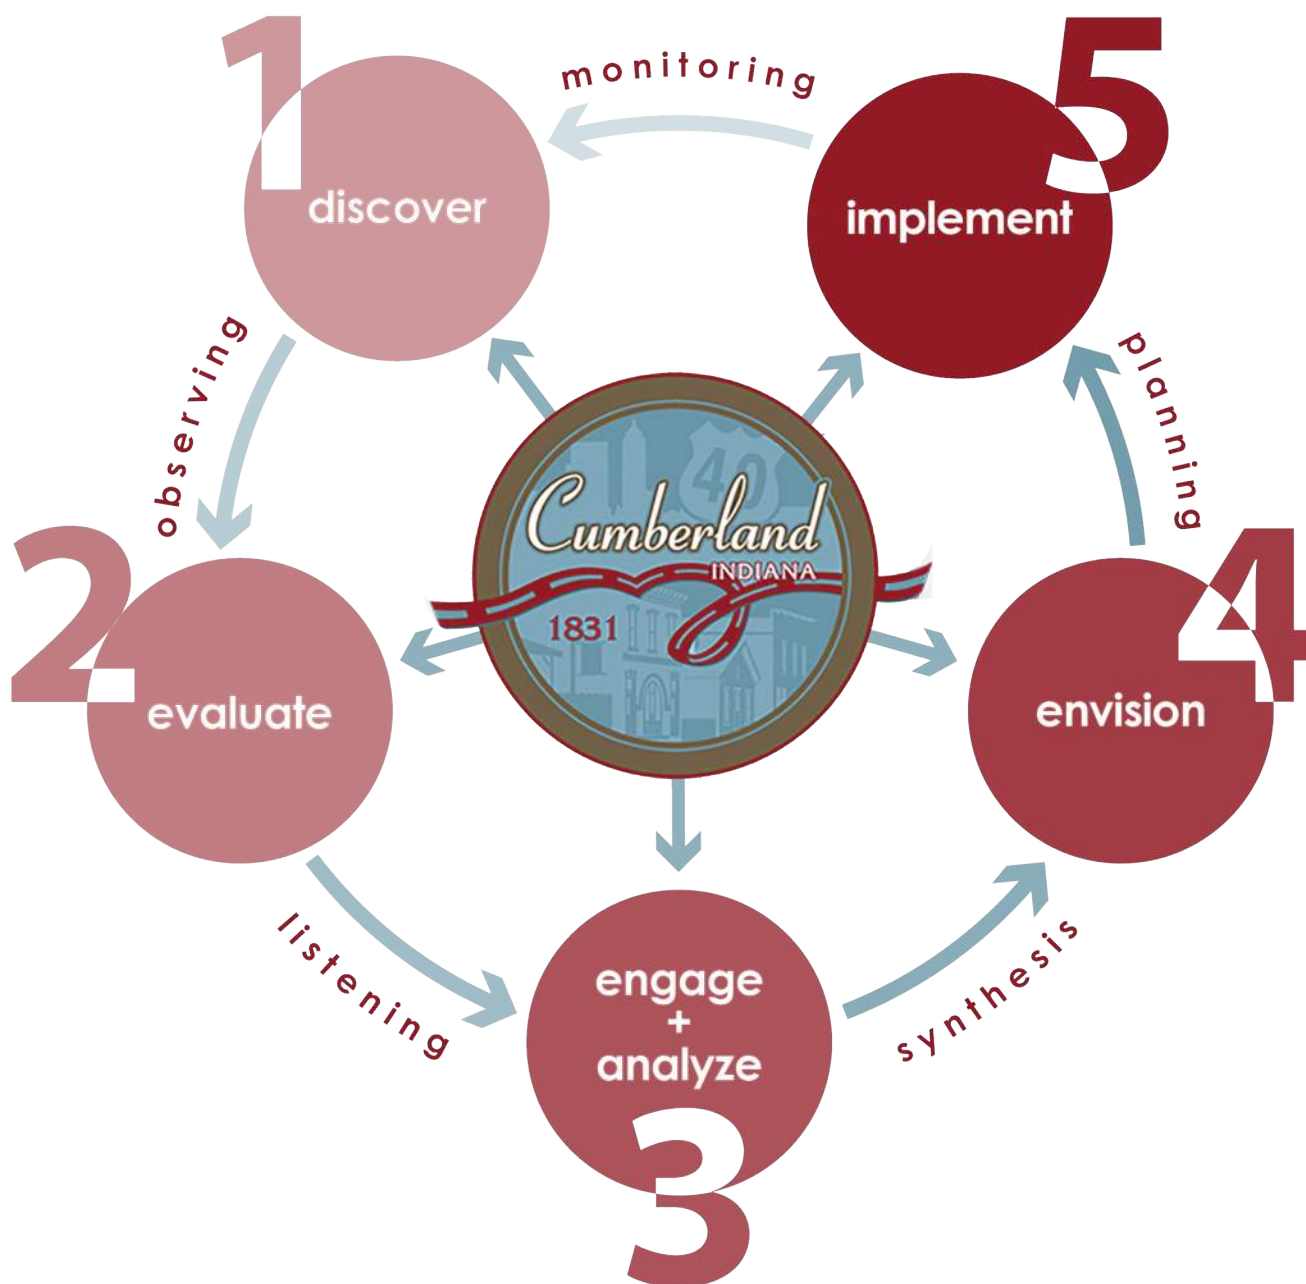 1
discover
monitoring
5
implement
observing
planning
40
Cumberland
INDIANA
1831
2
evaluate
4
envision
listening
engage
+
analyze
3
synthesis